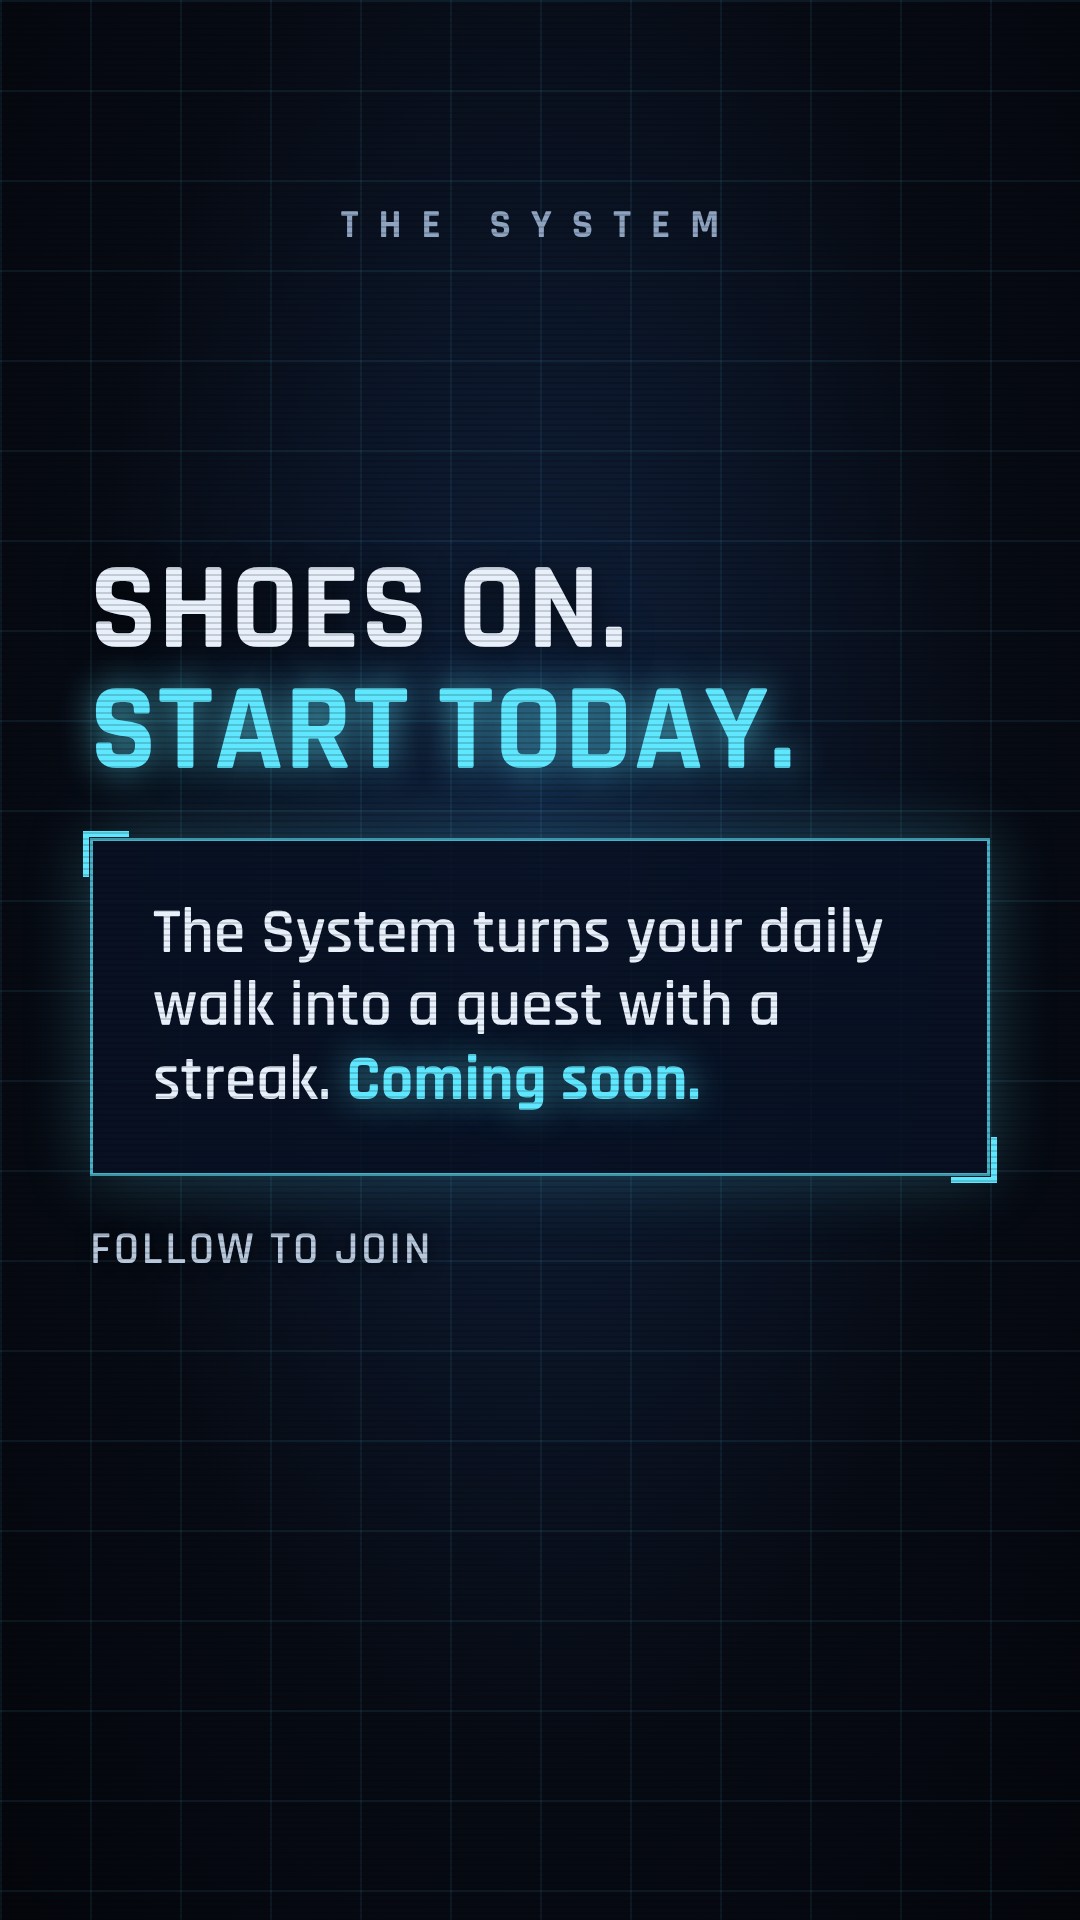 THE SYSTEM
SHOES ON.
START TODAY.
The System turns your daily
walk into a quest with a
streak. Coming soon.
FOLLOW TO JOIN